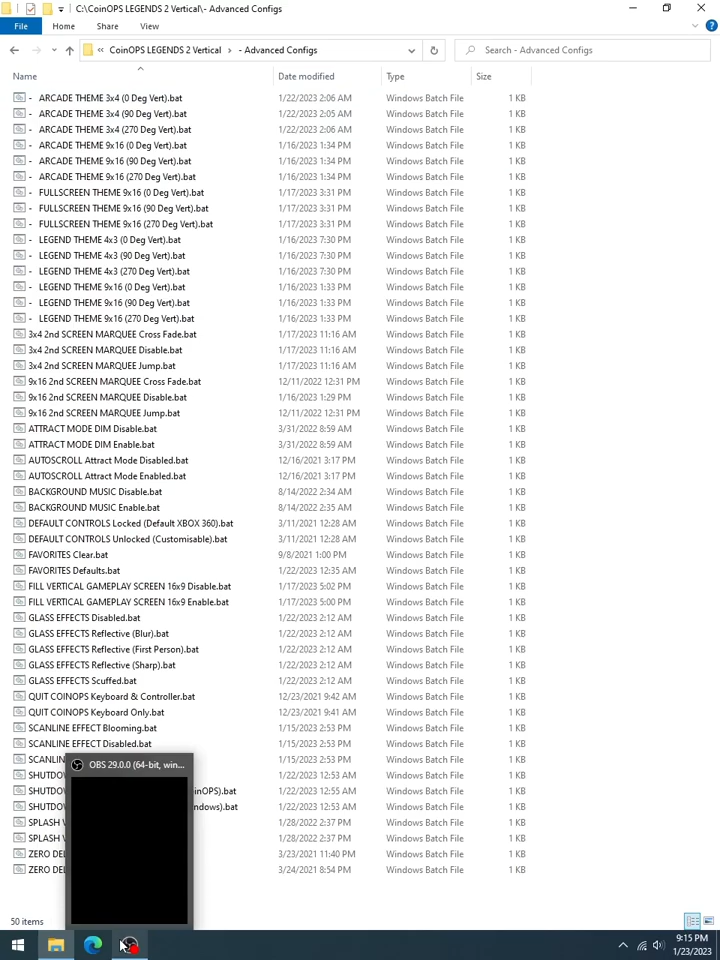 C:\CoinOPS LEGENDS 2 Vertical\- Advanced Configs
File Home Share View
« CoinOPS LEGENDS 2 Vertical › - Advanced Configs Search - Advanced Configs
Name Date modified Type Size
- ARCADE THEME 3x4 (0 Deg Vert).bat 1/22/2023 2:06 AM Windows Batch File 1 KB
- ARCADE THEME 3x4 (90 Deg Vert).bat 1/22/2023 2:05 AM Windows Batch File 1 KB
- ARCADE THEME 3x4 (270 Deg Vert).bat 1/22/2023 2:06 AM Windows Batch File 1 KB
- ARCADE THEME 9x16 (0 Deg Vert).bat 1/16/2023 1:34 PM Windows Batch File 1 KB
- ARCADE THEME 9x16 (90 Deg Vert).bat 1/16/2023 1:34 PM Windows Batch File 1 KB
- ARCADE THEME 9x16 (270 Deg Vert).bat 1/16/2023 1:34 PM Windows Batch File 1 KB
- FULLSCREEN THEME 9x16 (0 Deg Vert).bat 1/17/2023 3:31 PM Windows Batch File 1 KB
- FULLSCREEN THEME 9x16 (90 Deg Vert).bat 1/17/2023 3:31 PM Windows Batch File 1 KB
- FULLSCREEN THEME 9x16 (270 Deg Vert).bat 1/17/2023 3:31 PM Windows Batch File 1 KB
- LEGEND THEME 4x3 (0 Deg Vert).bat 1/16/2023 7:30 PM Windows Batch File 1 KB
- LEGEND THEME 4x3 (90 Deg Vert).bat 1/16/2023 7:30 PM Windows Batch File 1 KB
- LEGEND THEME 4x3 (270 Deg Vert).bat 1/16/2023 7:30 PM Windows Batch File 1 KB
- LEGEND THEME 9x16 (0 Deg Vert).bat 1/16/2023 1:33 PM Windows Batch File 1 KB
- LEGEND THEME 9x16 (90 Deg Vert).bat 1/16/2023 1:33 PM Windows Batch File 1 KB
- LEGEND THEME 9x16 (270 Deg Vert).bat 1/16/2023 1:33 PM Windows Batch File 1 KB
3x4 2nd SCREEN MARQUEE Cross Fade.bat 1/17/2023 11:16 AM Windows Batch File 1 KB
3x4 2nd SCREEN MARQUEE Disable.bat 1/17/2023 11:16 AM Windows Batch File 1 KB
3x4 2nd SCREEN MARQUEE Jump.bat 1/17/2023 11:16 AM Windows Batch File 1 KB
9x16 2nd SCREEN MARQUEE Cross Fade.bat 12/11/2022 12:31 PM Windows Batch File 1 KB
9x16 2nd SCREEN MARQUEE Disable.bat 1/16/2023 1:29 PM Windows Batch File 1 KB
9x16 2nd SCREEN MARQUEE Jump.bat 12/11/2022 12:31 PM Windows Batch File 1 KB
ATTRACT MODE DIM Disable.bat 3/31/2022 8:59 AM Windows Batch File 1 KB
ATTRACT MODE DIM Enable.bat 3/31/2022 8:59 AM Windows Batch File 1 KB
AUTOSCROLL Attract Mode Disabled.bat 12/16/2021 3:17 PM Windows Batch File 1 KB
AUTOSCROLL Attract Mode Enabled.bat 12/16/2021 3:17 PM Windows Batch File 1 KB
BACKGROUND MUSIC Disable.bat 8/14/2022 2:34 AM Windows Batch File 1 KB
BACKGROUND MUSIC Enable.bat 8/14/2022 2:35 AM Windows Batch File 1 KB
DEFAULT CONTROLS Locked (Default XBOX 360).bat 3/11/2021 12:28 AM Windows Batch File 1 KB
DEFAULT CONTROLS Unlocked (Customisable).bat 3/11/2021 12:28 AM Windows Batch File 1 KB
FAVORITES Clear.bat 9/8/2021 1:00 PM Windows Batch File 1 KB
FAVORITES Defaults.bat 1/22/2023 12:35 AM Windows Batch File 1 KB
FILL VERTICAL GAMEPLAY SCREEN 16x9 Disable.bat 1/17/2023 5:02 PM Windows Batch File 1 KB
FILL VERTICAL GAMEPLAY SCREEN 16x9 Enable.bat 1/17/2023 5:00 PM Windows Batch File 1 KB
GLASS EFFECTS Disabled.bat 1/22/2023 2:12 AM Windows Batch File 1 KB
GLASS EFFECTS Reflective (Blur).bat 1/22/2023 2:12 AM Windows Batch File 1 KB
GLASS EFFECTS Reflective (First Person).bat 1/22/2023 2:12 AM Windows Batch File 1 KB
GLASS EFFECTS Reflective (Sharp).bat 1/22/2023 2:12 AM Windows Batch File 1 KB
GLASS EFFECTS Scuffed.bat 1/22/2023 2:12 AM Windows Batch File 1 KB
QUIT COINOPS Keyboard & Controller.bat 12/23/2021 9:42 AM Windows Batch File 1 KB
QUIT COINOPS Keyboard Only.bat 12/23/2021 9:41 AM Windows Batch File 1 KB
SCANLINE EFFECT Blooming.bat 1/15/2023 2:53 PM Windows Batch File 1 KB
SCANLINE EFFECT Disabled.bat 1/15/2023 2:53 PM Windows Batch File 1 KB
SCANLIN 1/15/2023 2:53 PM Windows Batch File 1 KB
OBS 29.0.0 (64-bit, win...
SHUTDO 1/22/2023 12:53 AM Windows Batch File 1 KB
SHUTDO inOPS).bat 1/22/2023 12:55 AM Windows Batch File 1 KB
SHUTDO ndows).bat 1/22/2023 12:53 AM Windows Batch File 1 KB
SPLASH V 1/28/2022 2:37 PM Windows Batch File 1 KB
SPLASH V 1/28/2022 2:37 PM Windows Batch File 1 KB
ZERO DEL 3/23/2021 11:40 PM Windows Batch File 1 KB
ZERO DEL 3/24/2021 8:54 PM Windows Batch File 1 KB
50 items
9:15 PM
1/23/2023